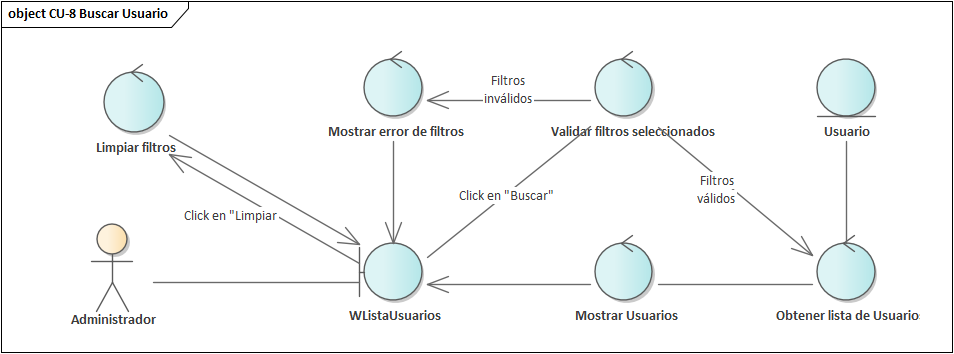 object CU-8 Buscar Usuario
Filtros
inválidos
Limpiar filtros
Mostrar error de filtros
Validar filtros seleccionados
Usuario
Click en "Limpiar
Click en "Buscar"
Filtros
válidos
Administrador
WListaUsuarios
Mostrar Usuarios
Obtener lista de Usuario